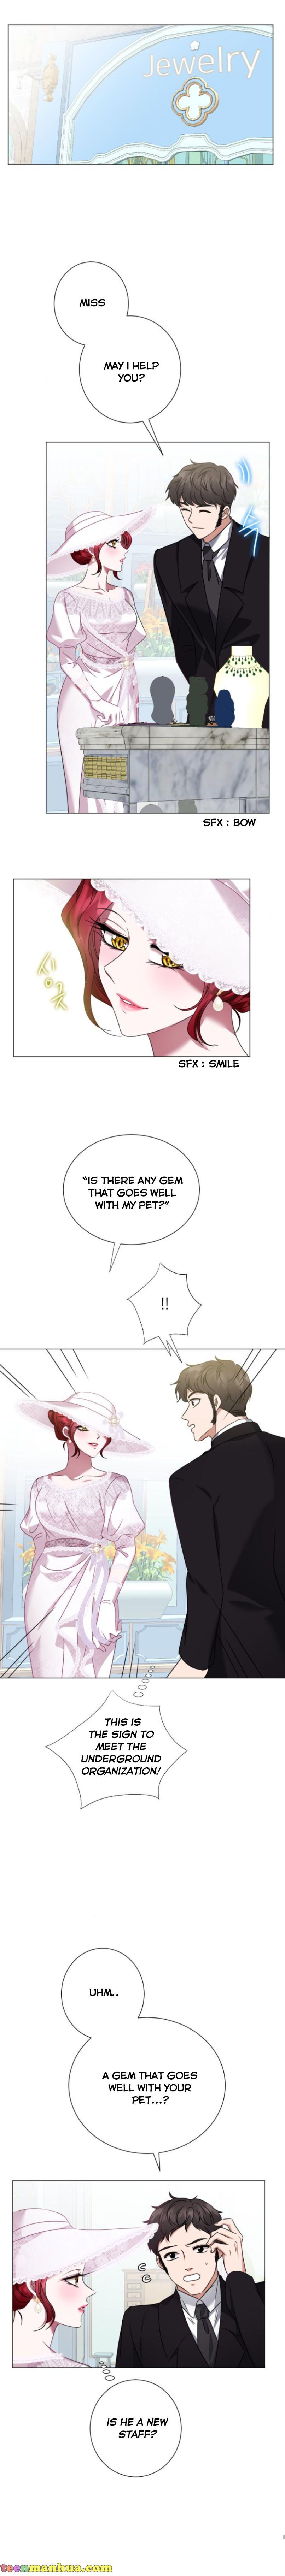 Jewelry
MISS
MAY I HELP
YOU?
SFX : BOW
싱
긋
SFX : SMILE
"IS THERE ANY GEM
THAT GOES WELL
WITH MY PET?"
!!
THIS IS
THE SIGN TO
MEET THE
UNDERGROUND
ORGANIZATION!
UHM..
A GEM THAT GOES
WELL WITH YOUR
PET...?
IS HE A NEW
STAFF?
teenmanhua.com